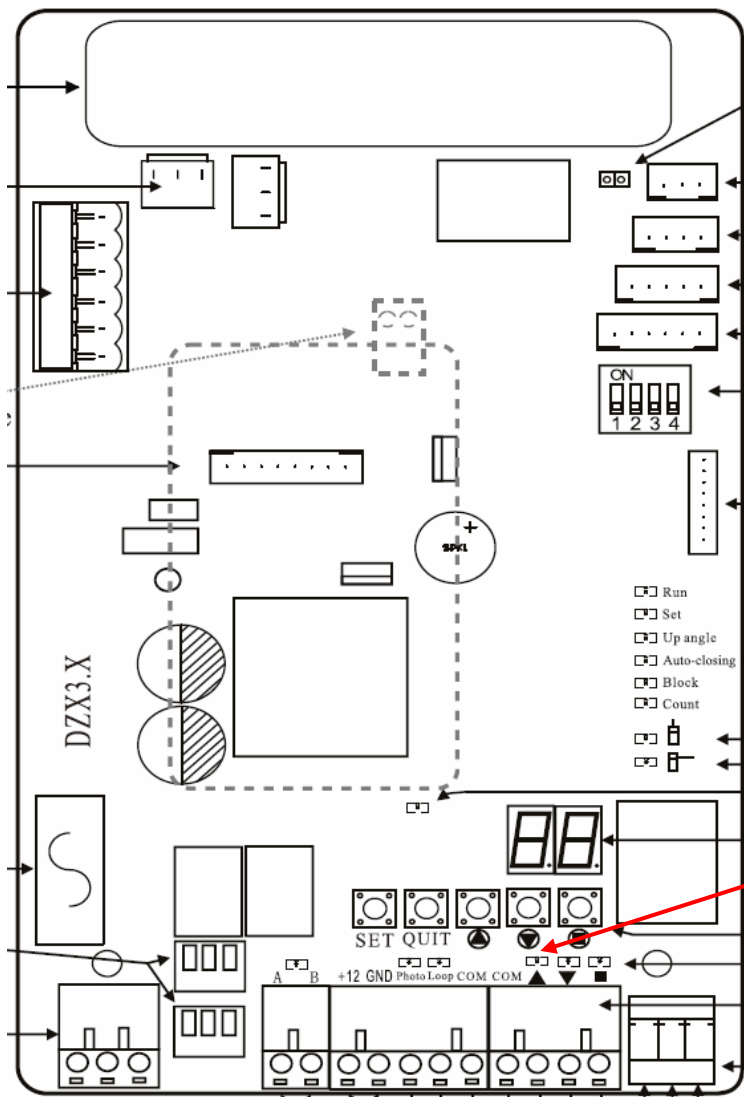 ON
1 2 3 4
+
SPK1
Run
Set
Up angle
Auto-closing
Block
Count
DZX3.X
88
SET QUIT ▲ ▼ ■
A B +12 GND Photo Loop COM COM ▲ ▼ ■